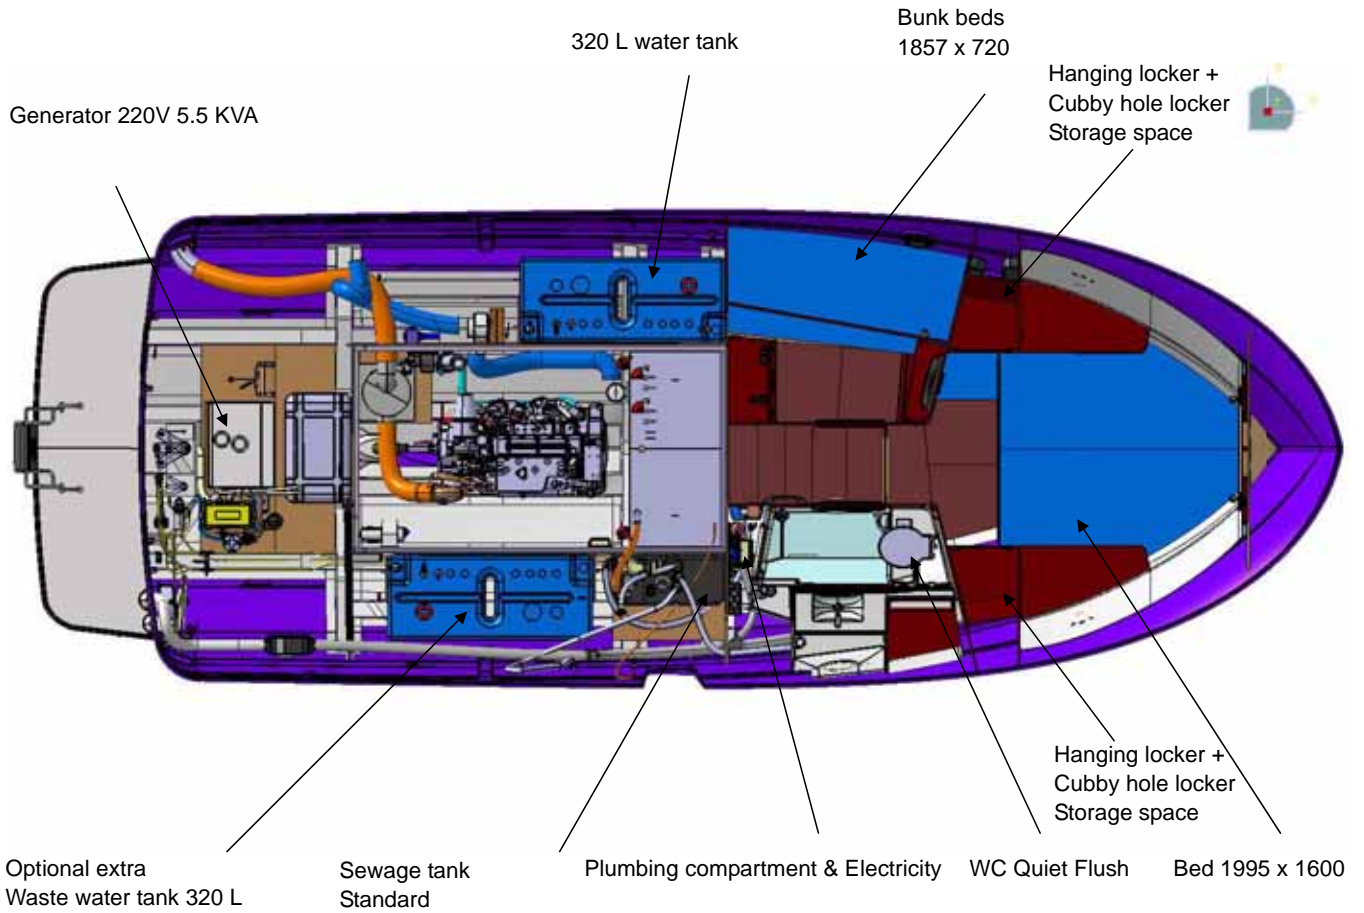 Bunk beds
1857 x 720
320 L water tank
Hanging locker +
Cubby hole locker
Storage space
Generator 220V 5.5 KVA
Hanging locker +
Cubby hole locker
Storage space
Optional extra
Waste water tank 320 L
Sewage tank
Standard
Plumbing compartment & Electricity
WC Quiet Flush
Bed 1995 x 1600